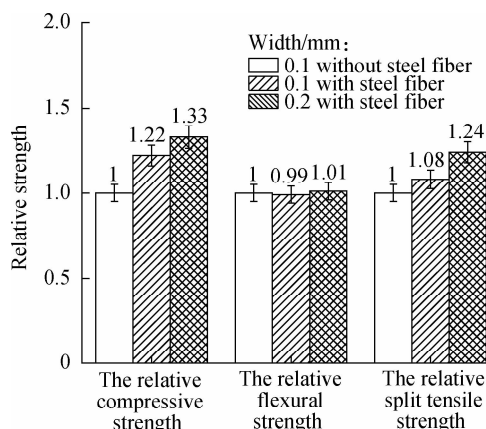 2.0
Width/mm:
0.1 without steel fiber
0.1 with steel fiber
0.2 with steel fiber
1.5
1.33
1.22
1.24
1.08
1
1
0.99
1.01
1
1.0
Relative strength
0.5
0
The relative
compressive
strength
The relative
flexural
strength
The relative
split tensile
strength